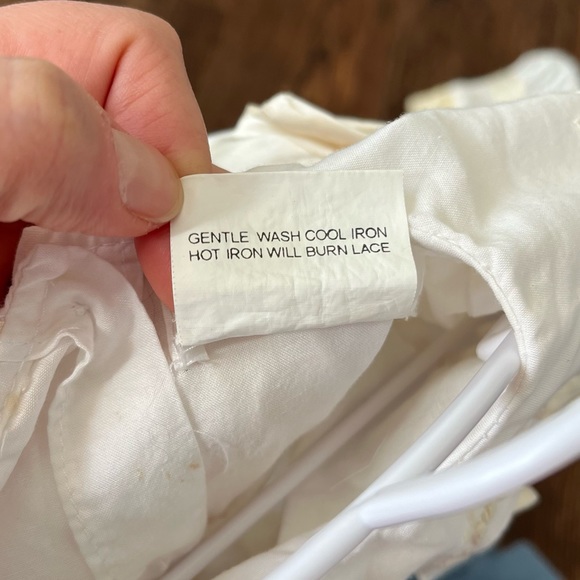 GENTLE WASH COOL IRON
HOT IRON WILL BURN LACE